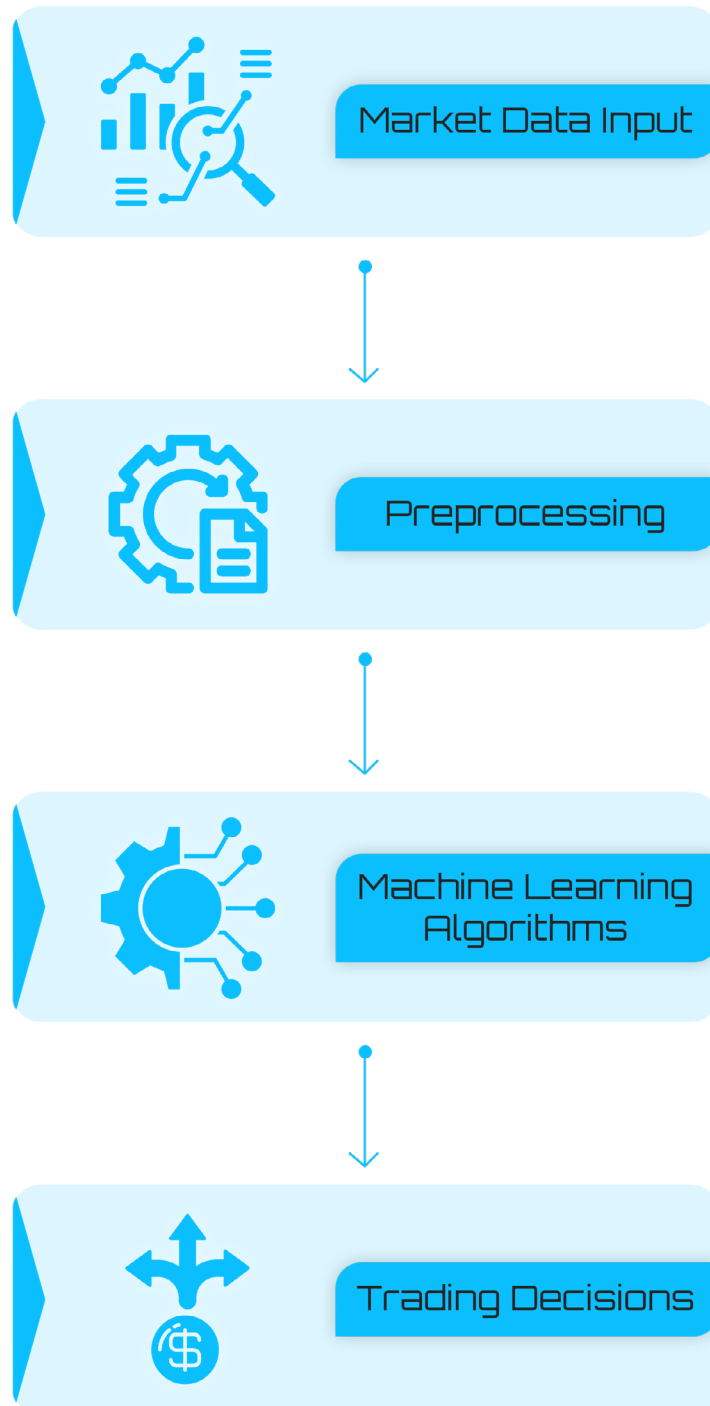 Market Data Input
Preprocessing
Machine Learning
Algorithms
Trading Decisions
$